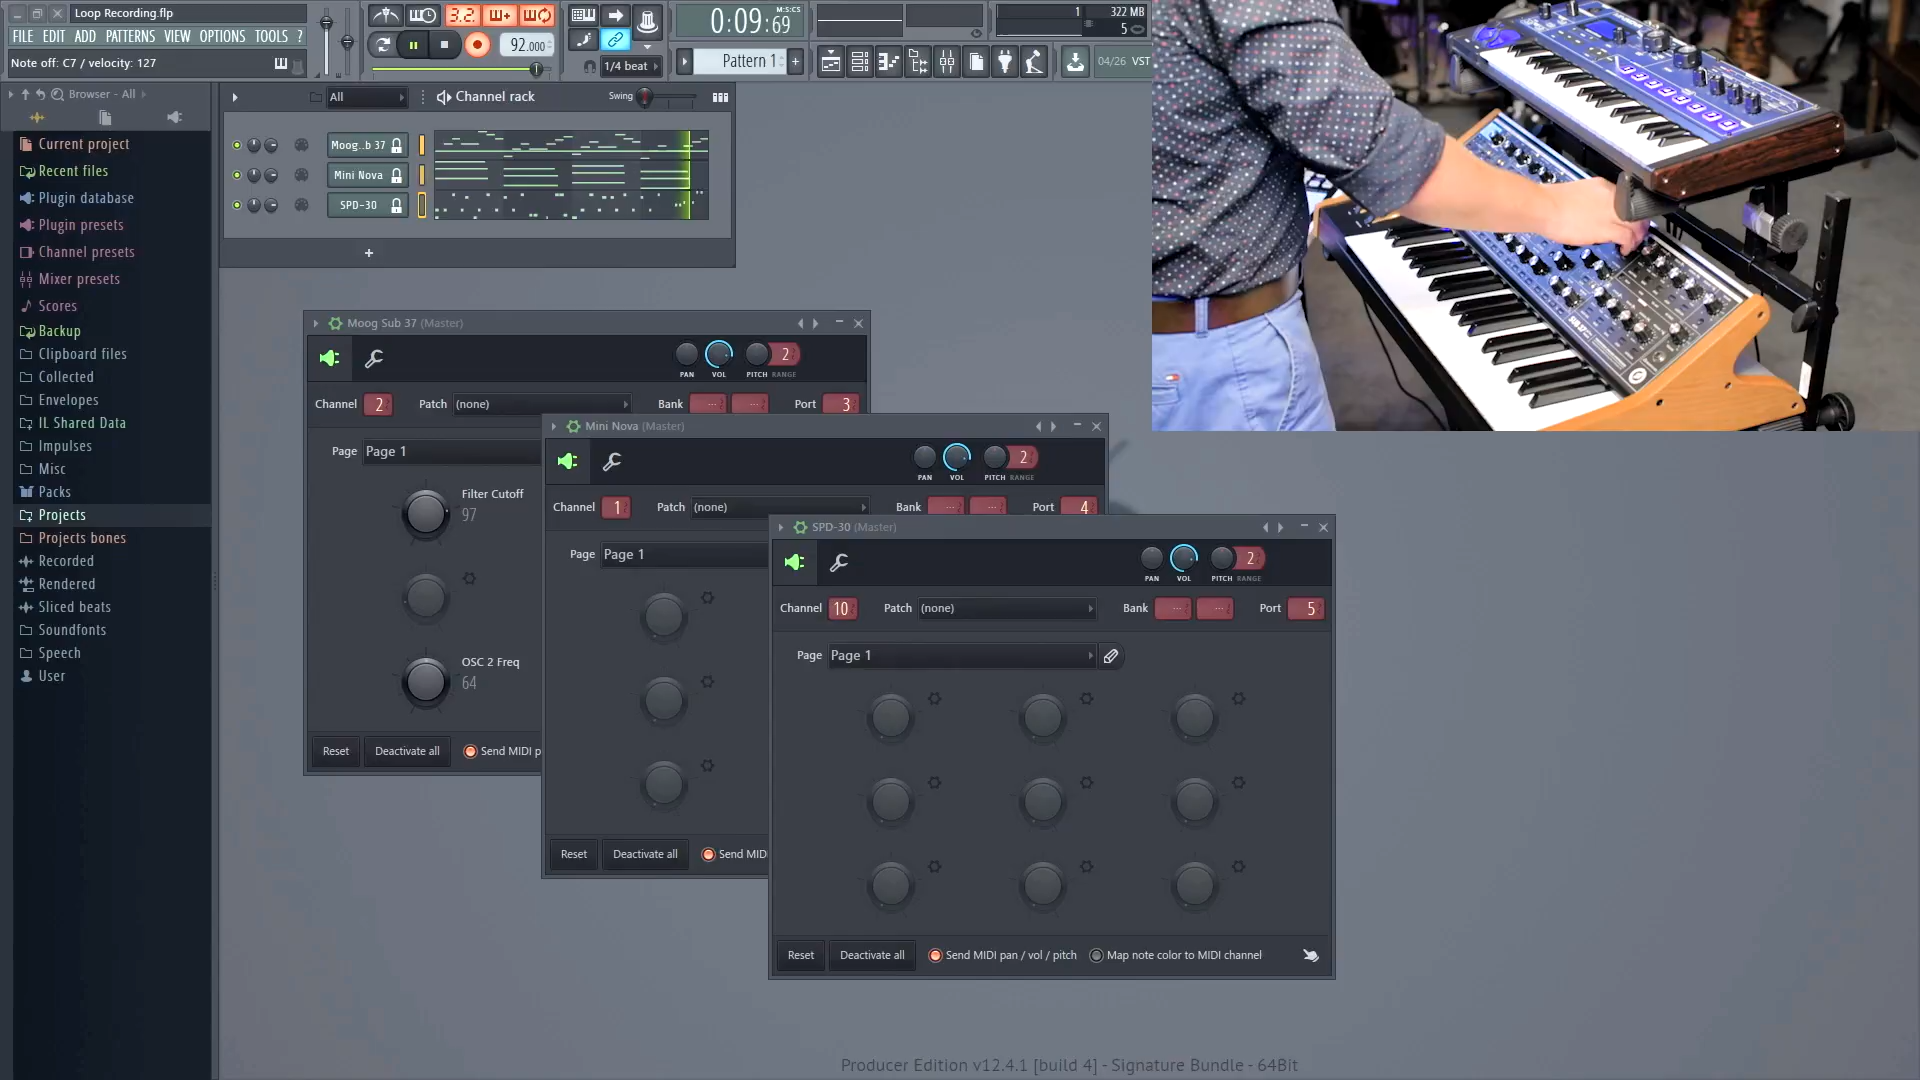 Loop Recording.flp
FILE EDIT ADD PATTERNS VIEW OPTIONS TOOLS ?
Note off: C7 / velocity: 127
3.2.
92.000
1/4 beat
0:09:69
M:S:CS
Pattern 1
+
1
322 MB
5
04/26 VST
Browser - All
Current project
Recent files
Plugin database
Plugin presets
Channel presets
Mixer presets
Scores
Backup
Clipboard files
Collected
Envelopes
IL Shared Data
Impulses
Misc
Packs
Projects
Projects bones
Recorded
Rendered
Sliced beats
Soundfonts
Speech
User
All
Channel rack
Swing
Moog..b 37
Mini Nova
SPD-30
+
Moog Sub 37 (Master)
PAN VOL PITCH RANGE
2
Channel 2 Patch (none) Bank --- --- Port 3
Page Page 1
Filter Cutoff
97
OSC 2 Freq
64
Reset Deactivate all Send MIDI p
Mini Nova (Master)
PAN VOL PITCH RANGE
2
Channel 1 Patch (none) Bank --- --- Port 4
Page Page 1
Reset Deactivate all Send MIDI
SPD-30 (Master)
PAN VOL PITCH RANGE
2
Channel 10 Patch (none) Bank --- --- Port 5
Page Page 1
Reset Deactivate all Send MIDI pan / vol / pitch Map note color to MIDI channel
Producer Edition v12.4.1 [build 4] - Signature Bundle - 64Bit